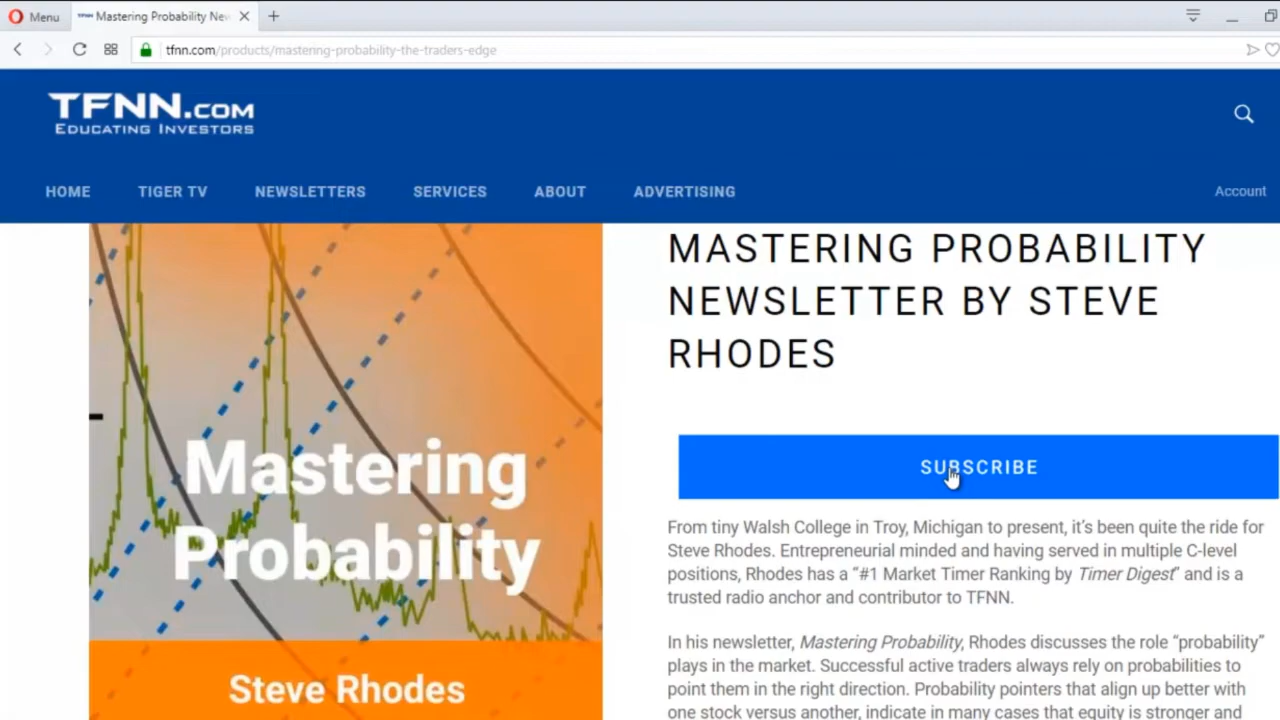 Menu
TFNN Mastering Probability New
tfnn.com/products/mastering-probability-the-traders-edge
TFNN.COM
EDUCATING INVESTORS
HOME TIGER TV NEWSLETTERS SERVICES ABOUT ADVERTISING Account
MASTERING PROBABILITY
NEWSLETTER BY STEVE
RHODES
Mastering
Probability
Steve Rhodes
SUBSCRIBE
From tiny Walsh College in Troy, Michigan to present, it’s been quite the ride for
Steve Rhodes. Entrepreneurial minded and having served in multiple C-level
positions, Rhodes has a “#1 Market Timer Ranking by Timer Digest” and is a
trusted radio anchor and contributor to TFNN.
In his newsletter, Mastering Probability, Rhodes discusses the role “probability”
plays in the market. Successful active traders always rely on probabilities to
point them in the right direction. Probability pointers that align up better with
one stock versus another, indicate in many cases that equity is stronger and